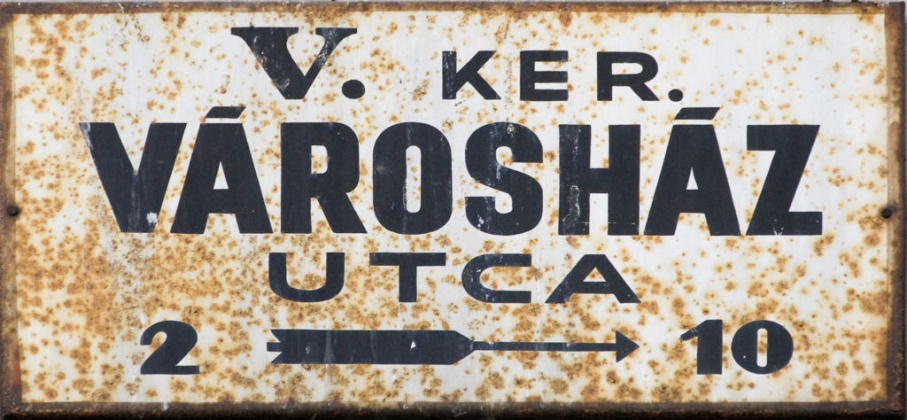 V. KER.
VÁROSHÁZ
UTCA
2 10